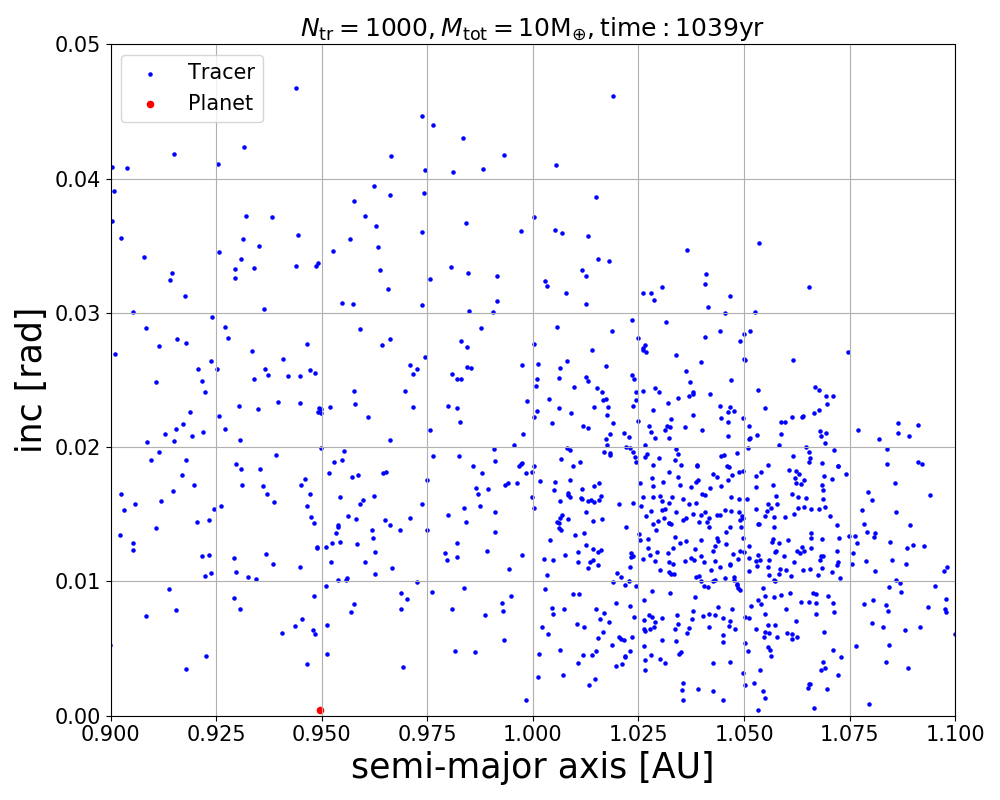 N_tr = 1000, M_tot = 10M_⊕, time : 1039yr
Tracer
Planet
inc [rad]
0.05
0.04
0.03
0.02
0.01
0.00
0.900 0.925 0.950 0.975 1.000 1.025 1.050 1.075 1.100
semi-major axis [AU]